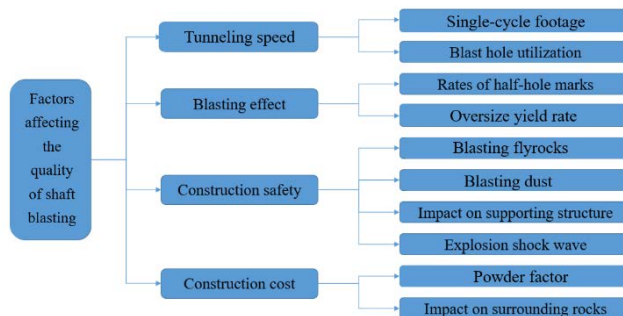 Factors
affecting
the
quality
of shaft
blasting
Tunneling speed
Single-cycle footage
Blast hole utilization
Blasting effect
Rates of half-hole marks
Oversize yield rate
Construction safety
Blasting flyrocks
Blasting dust
Impact on supporting structure
Explosion shock wave
Construction cost
Powder factor
Impact on surrounding rocks